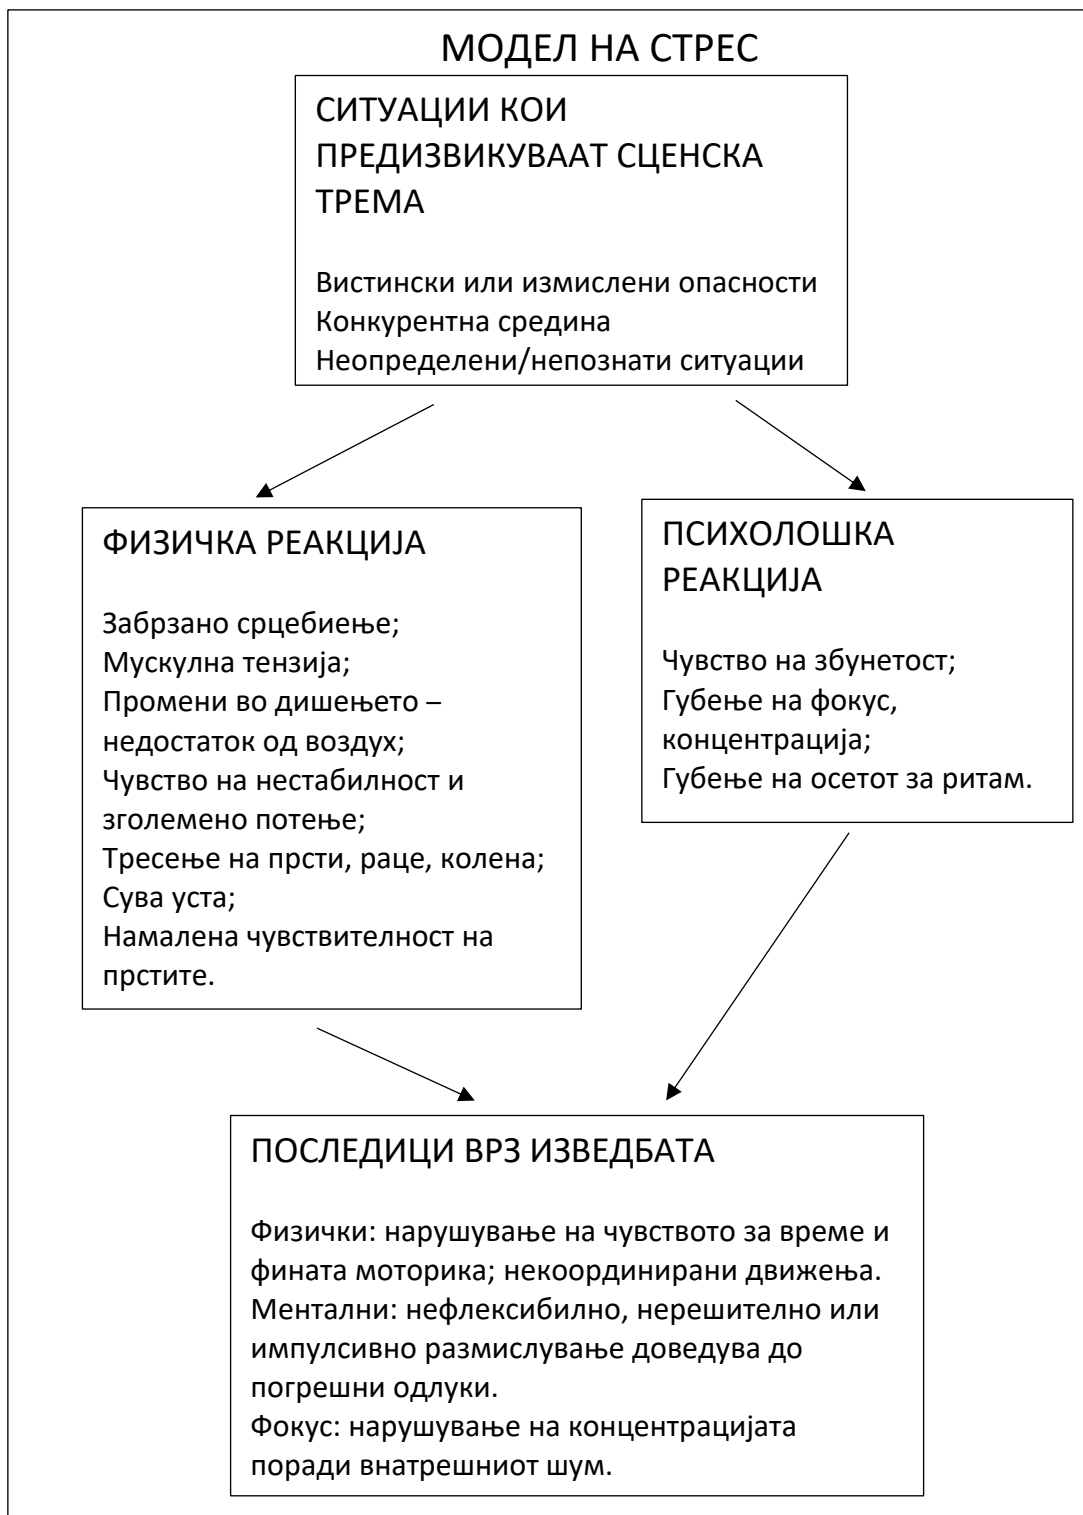 МОДЕЛ НА СТРЕС
СИТУАЦИИ КОИ
ПРЕДИЗВИКУВААТ СЦЕНСКА
ТРЕМА
Вистински или измислени опасности
Конкурентна средина
Неопределени/непознати ситуации
ФИЗИЧКА РЕАКЦИЈА
Забрзано срцебиење;
Мускулна тензија;
Промени во дишењето –
недостаток од воздух;
Чувство на нестабилност и
зголемено потење;
Тресење на прсти, раце, колена;
Сува уста;
Намалена чувствителност на
прстите.
ПСИХОЛОШКА
РЕАКЦИЈА
Чувство на збунетост;
Губење на фокус,
концентрација;
Губење на осетот за ритам.
ПОСЛЕДИЦИ ВРЗ ИЗВЕДБАТА
Физички: нарушување на чувството за време и
фината моторика; некоординирани движења.
Ментални: нефлексибилно, нерешително или
импулсивно размислување доведува до
погрешни одлуки.
Фокус: нарушување на концентрацијата
поради внатрешниот шум.